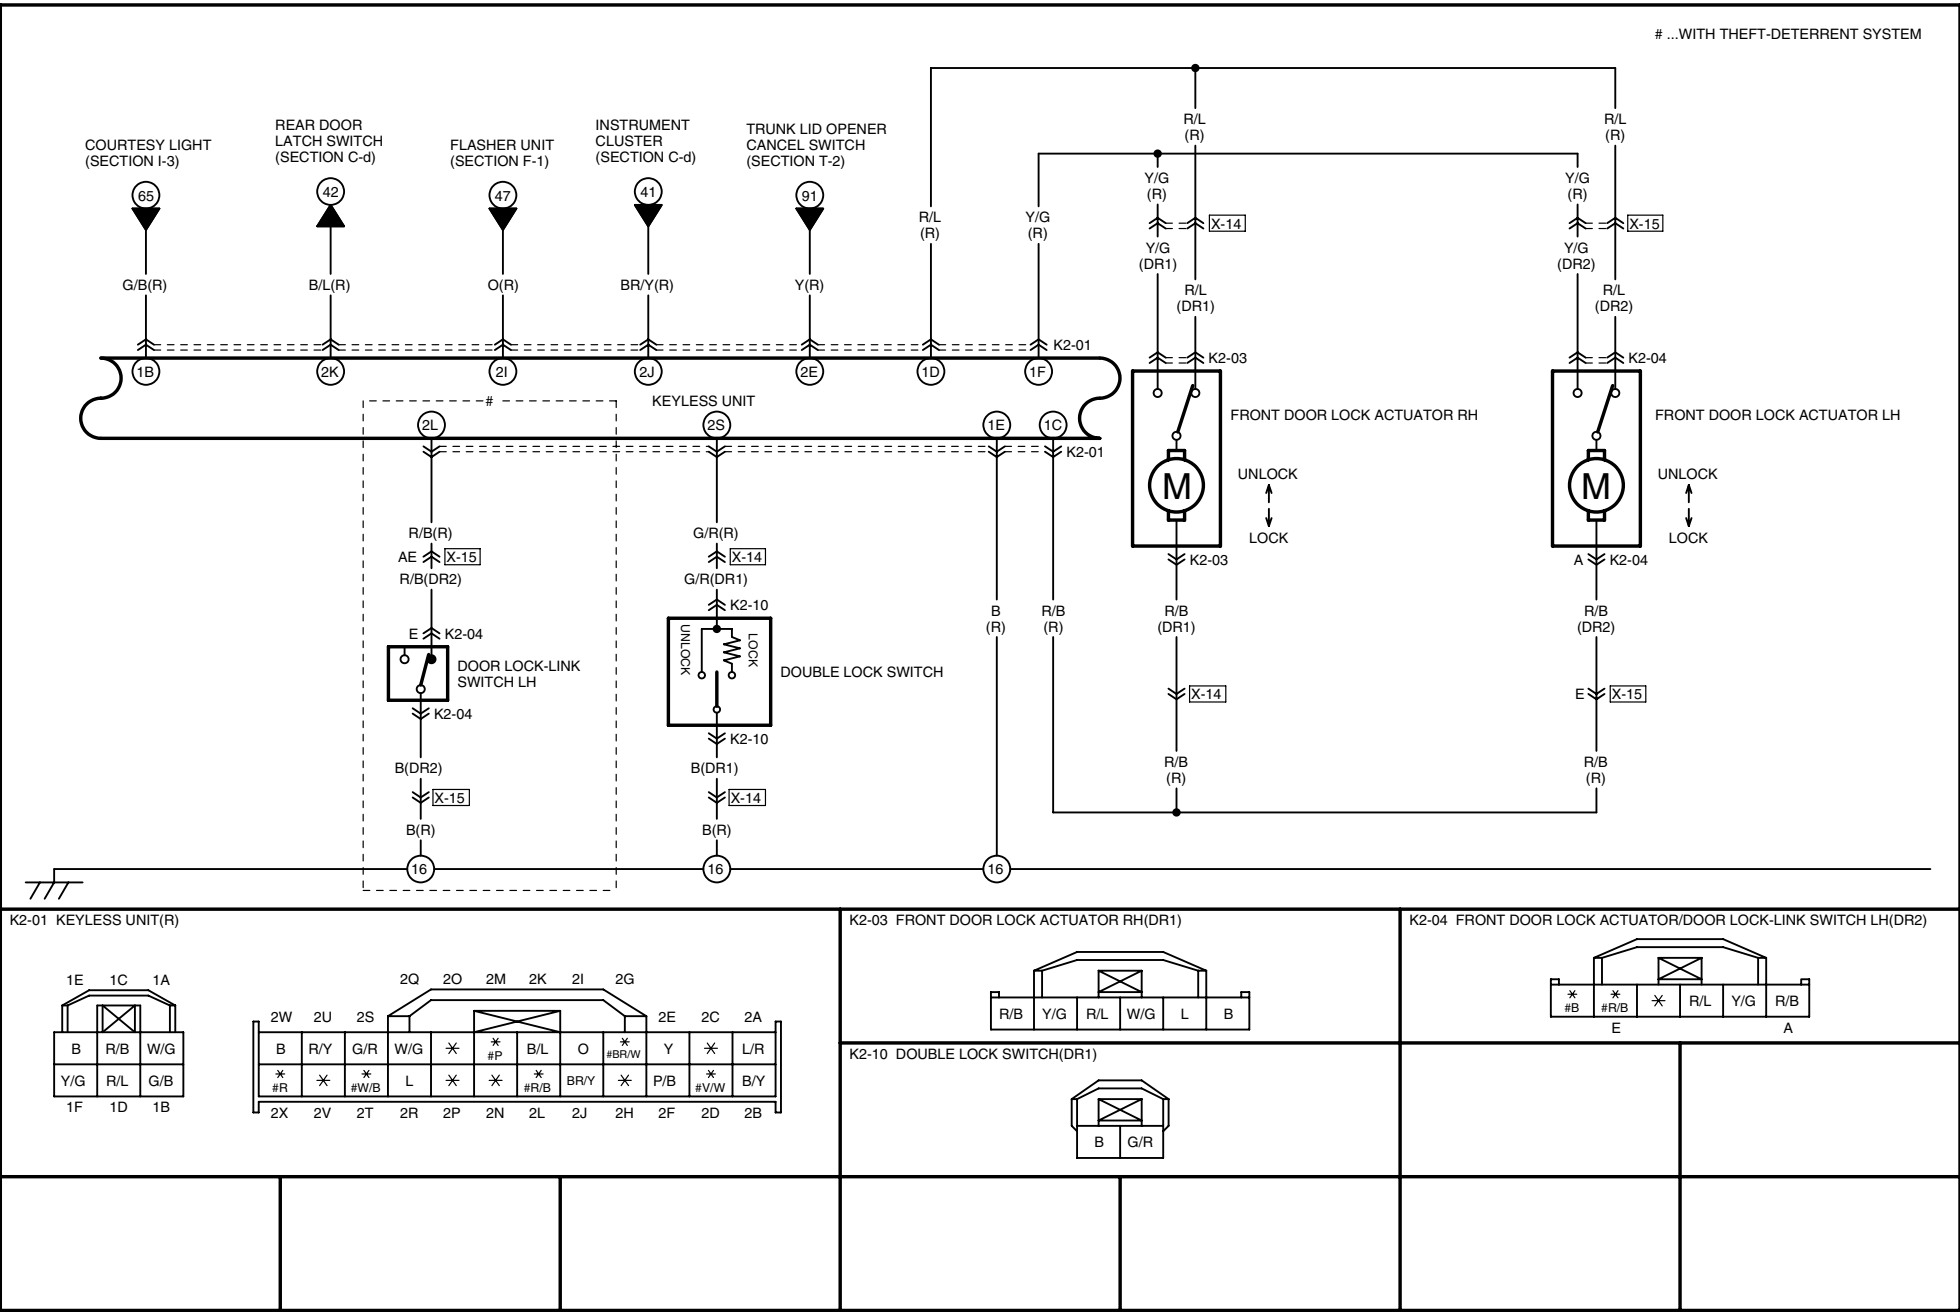 # ...WITH THEFT-DETERRENT SYSTEM
COURTESY LIGHT
(SECTION I-3)
REAR DOOR
LATCH SWITCH
(SECTION C-d)
FLASHER UNIT
(SECTION F-1)
INSTRUMENT
CLUSTER
(SECTION C-d)
TRUNK LID OPENER
CANCEL SWITCH
(SECTION T-2)
65
42
47
41
91
R/L
(R)
R/L
(R)
Y/G
(R)
Y/G
(R)
R/L
(R)
Y/G
(R)
X-14
X-15
Y/G
(DR1)
Y/G
(DR2)
G/B(R)
B/L(R)
O(R)
BR/Y(R)
Y(R)
R/L
(DR1)
R/L
(DR2)
K2-01
K2-03
K2-04
1B
2K
2I
2J
2E
1D
1F
#
KEYLESS UNIT
2L
2S
1E
1C
K2-01
FRONT DOOR LOCK ACTUATOR RH
FRONT DOOR LOCK ACTUATOR LH
M
UNLOCK
LOCK
M
UNLOCK
LOCK
R/B(R)
AE
X-15
R/B(DR2)
G/R(R)
X-14
G/R(DR1)
K2-03
A
K2-04
K2-10
B
(R)
R/B
(R)
R/B
(DR1)
R/B
(DR2)
E
K2-04
DOOR LOCK-LINK
SWITCH LH
UNLOCK
LOCK
DOUBLE LOCK SWITCH
K2-04
K2-10
X-14
E
X-15
B(DR2)
B(DR1)
R/B
(R)
R/B
(R)
X-15
X-14
B(R)
B(R)
16
16
16
K2-01 KEYLESS UNIT(R)
1E 1C 1A
B R/B W/G
Y/G R/L G/B
1F 1D 1B
2Q 2O 2M 2K 2I 2G
2W 2U 2S 2E 2C 2A
B R/Y G/R W/G * * #P B/L O * #BR/W Y * L/R
* #R * * #W/B L * * * #R/B BR/Y * P/B * #V/W B/Y
2X 2V 2T 2R 2P 2N 2L 2J 2H 2F 2D 2B
K2-03 FRONT DOOR LOCK ACTUATOR RH(DR1)
R/B Y/G R/L W/G L B
K2-04 FRONT DOOR LOCK ACTUATOR/DOOR LOCK-LINK SWITCH LH(DR2)
* #B * #R/B * R/L Y/G R/B
E A
K2-10 DOUBLE LOCK SWITCH(DR1)
B G/R